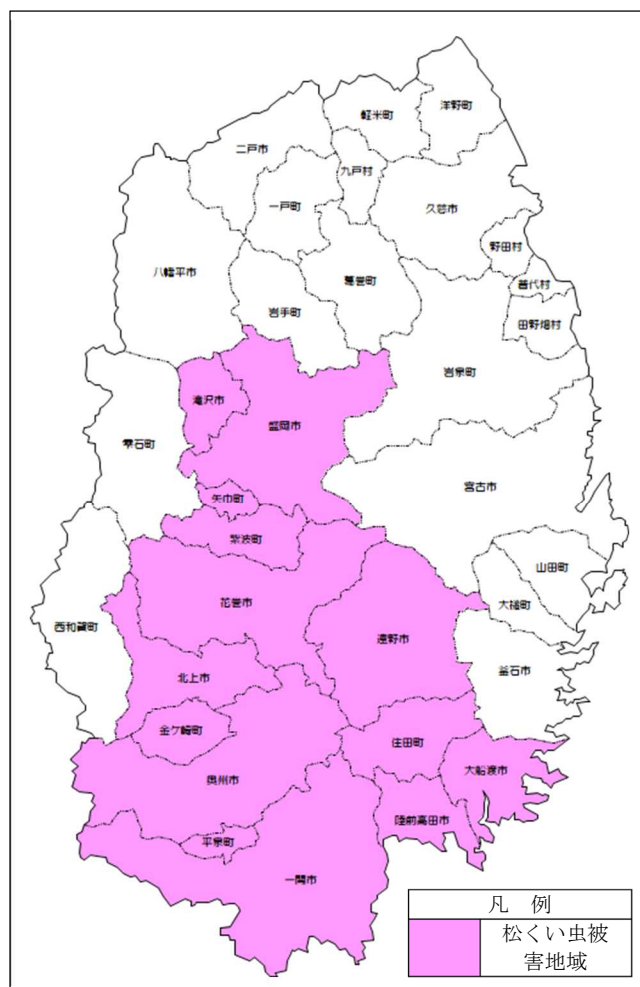 洋野町
軽米町
二戸市
九戸村
一戸町
久慈市
野田村
八幡平市
葛巻町
普代村
岩手町
田野畑村
岩泉町
滝沢市
盛岡市
雫石町
宮古市
矢巾町
紫波町
山田町
花巻市
大槌町
西和賀町
遠野市
釜石市
北上市
金ケ崎町
住田町
大船渡市
奥州市
陸前高田市
平泉町
一関市
凡 例
松くい虫被
害地域